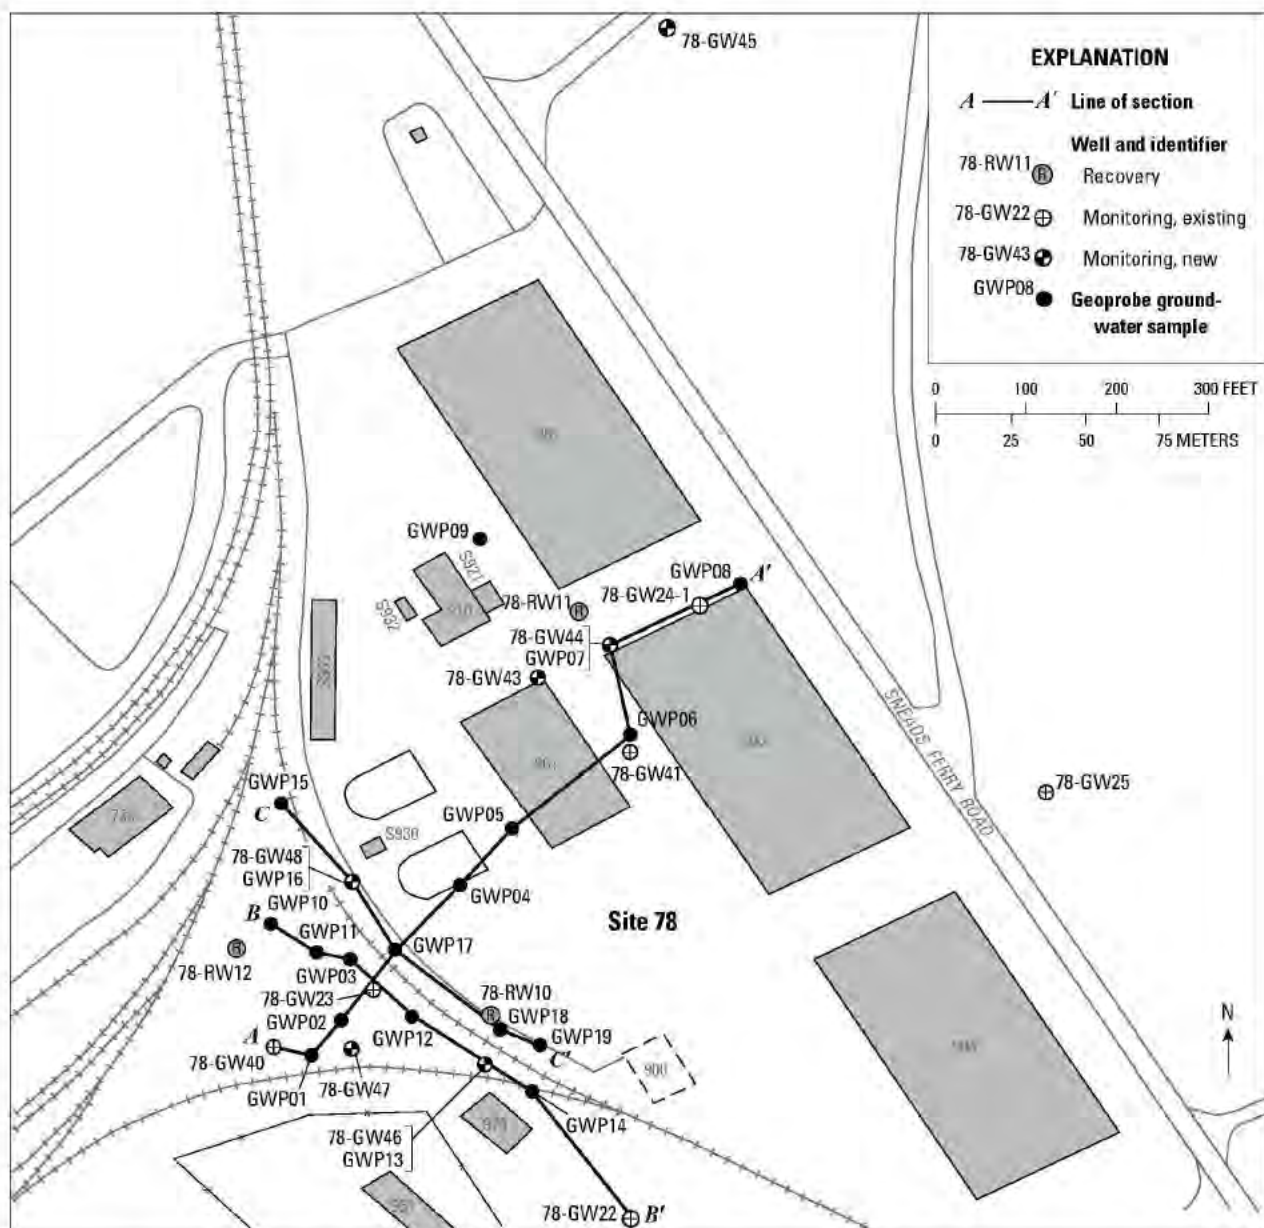 78-GW45
EXPLANATION
A A′ Line of section
Well and identifier
78-RW11 R Recovery
78-GW22 Monitoring, existing
78-GW43 Monitoring, new
GWP08 Geoprobe ground-
water sample
0 100 200 300 FEET
0 25 50 75 METERS
GWP09
S921
S932
GWP08 A′
78-GW24-1
78-RW11 R
78-GW44
GWP07
78-GW43
GWP06
78-GW41
SNEADS FERRY ROAD
78-GW25
GWP15
C
GWP05
S930
78-GW48
GWP16
GWP04
B GWP10
GWP11
Site 78
GWP17
R
78-RW12
GWP03
78-GW23
78-RW10
R
GWP18
GWP02
GWP12
GWP19
A
78-GW40
C′
900
N
GWP01
78-GW47
GWP14
78-GW46
GWP13
78-GW22 B′